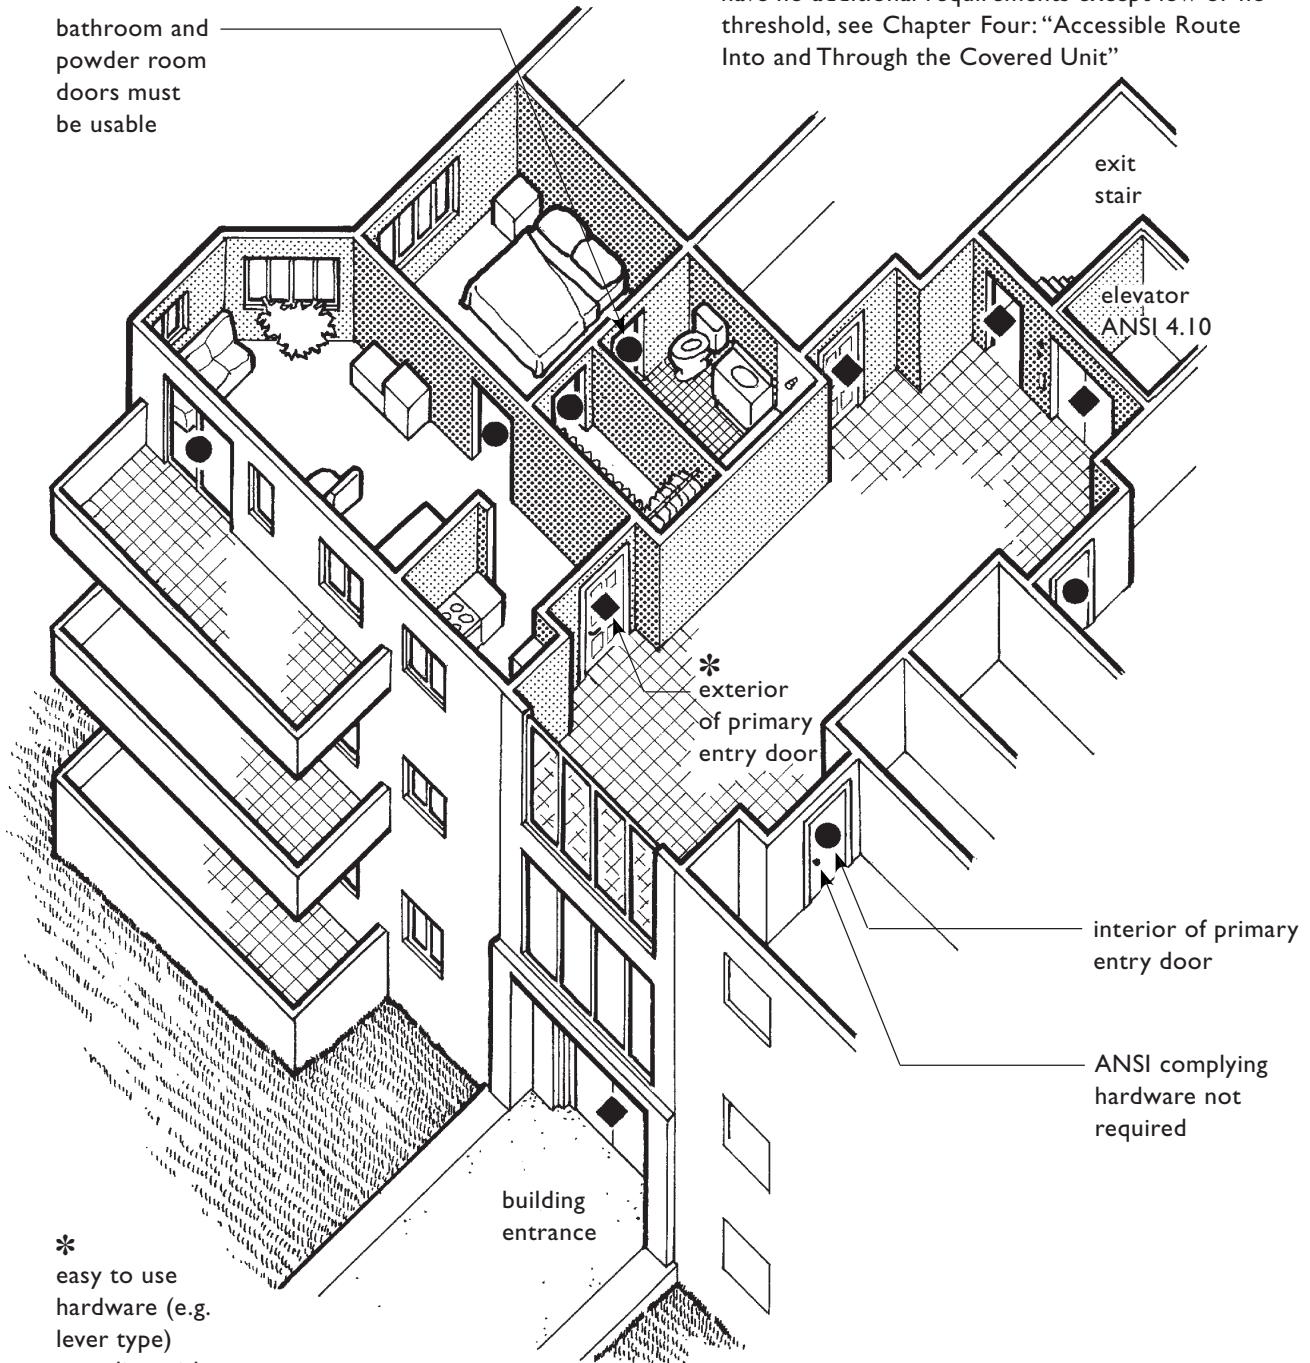 bathroom and
powder room
doors must
be usable
threshold, see Chapter Four: “Accessible Route
Into and Through the Covered Unit”
exit
stair
elevator
ANSI 4.10
*
exterior
of primary
entry door
interior of primary
entry door
ANSI complying
hardware not
required
building
entrance
*
easy to use
hardware (e.g.
lever type)